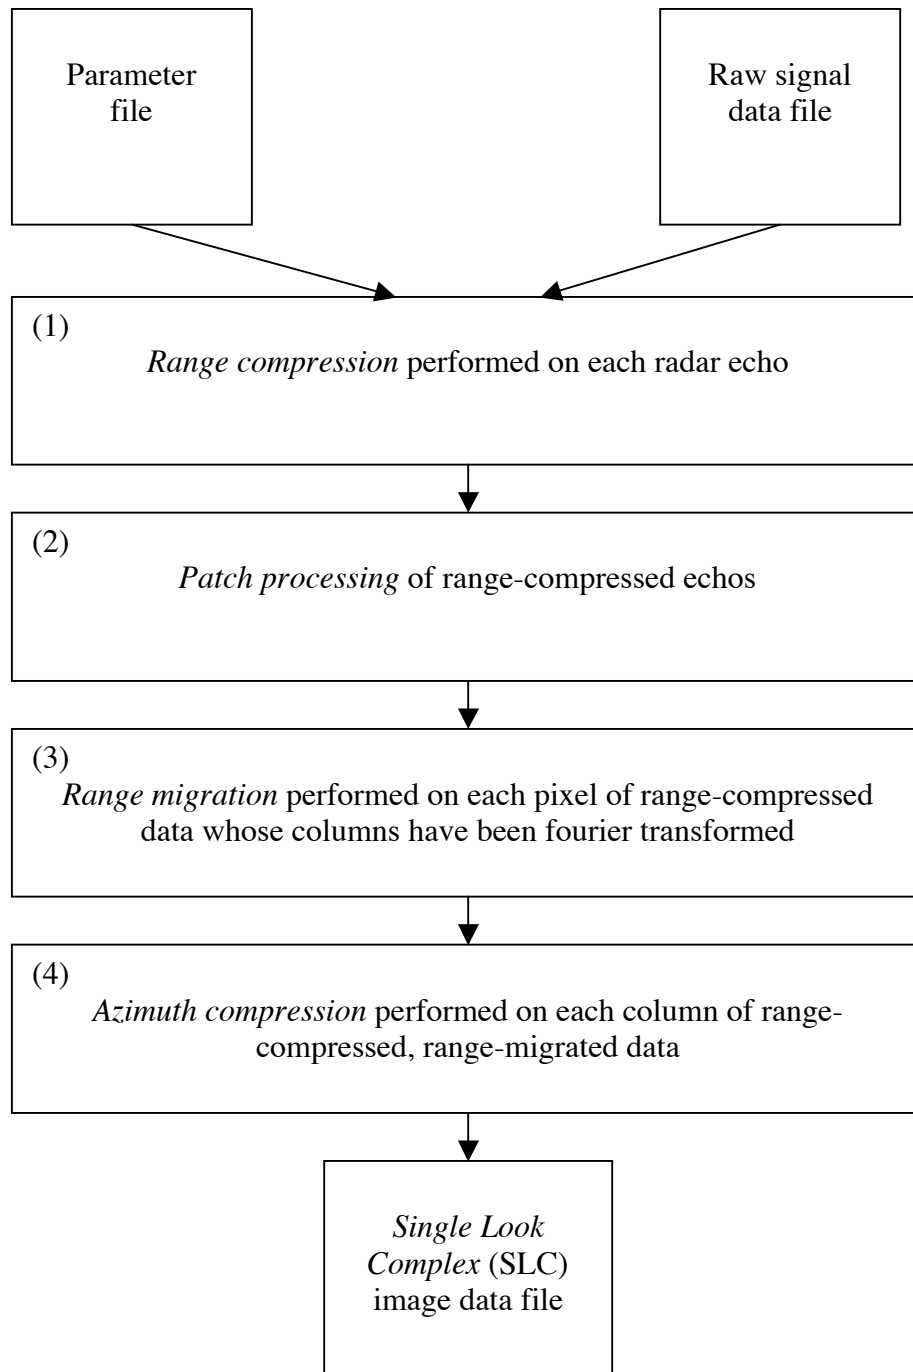 Parameter
file
Raw signal
data file
(1)
Range compression performed on each radar echo
(2)
Patch processing of range-compressed echos
(3)
Range migration performed on each pixel of range-compressed
data whose columns have been fourier transformed
(4)
Azimuth compression performed on each column of range-
compressed, range-migrated data
Single Look
Complex (SLC)
image data file